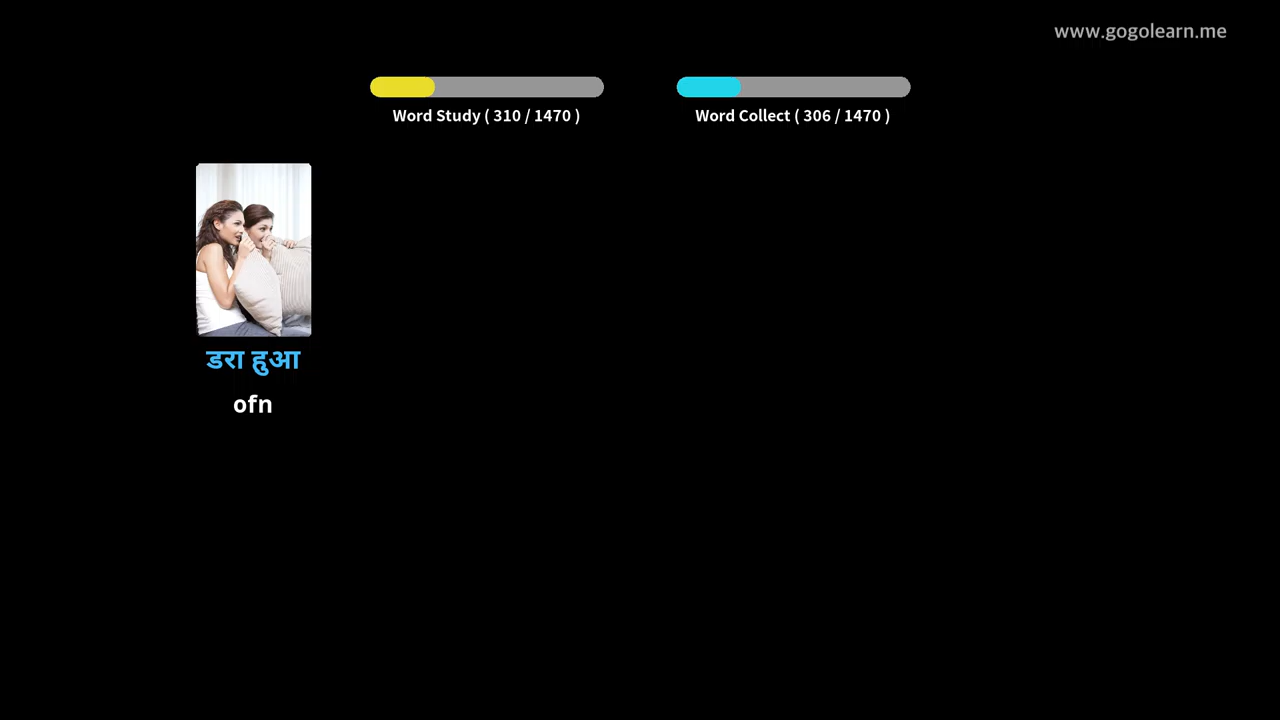 www.gogolearn.me
Word Study ( 310 / 1470 )
Word Collect ( 306 / 1470 )
डरा हुआ
ofn